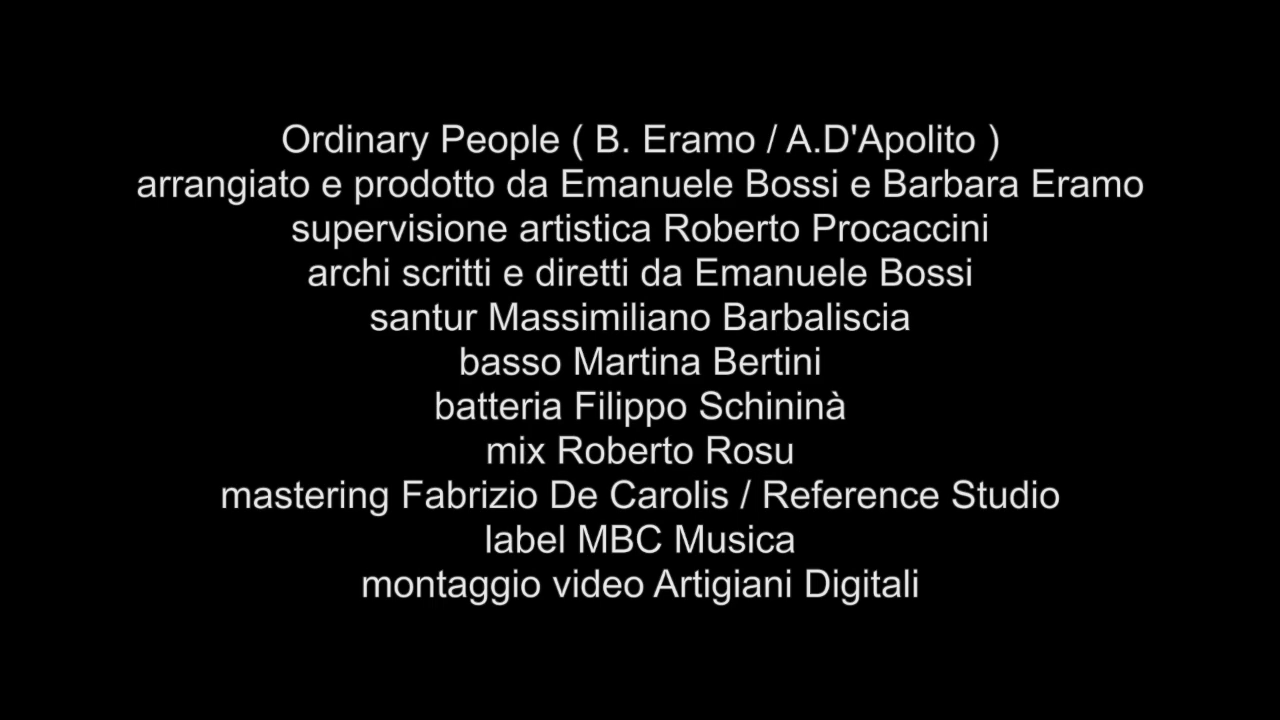 Ordinary People ( B. Eramo / A.D'Apolito )
arrangiato e prodotto da Emanuele Bossi e Barbara Eramo
supervisione artistica Roberto Procaccini
archi scritti e diretti da Emanuele Bossi
santur Massimiliano Barbaliscia
basso Martina Bertini
batteria Filippo Schininà
mix Roberto Rosu
mastering Fabrizio De Carolis / Reference Studio
label MBC Musica
montaggio video Artigiani Digitali